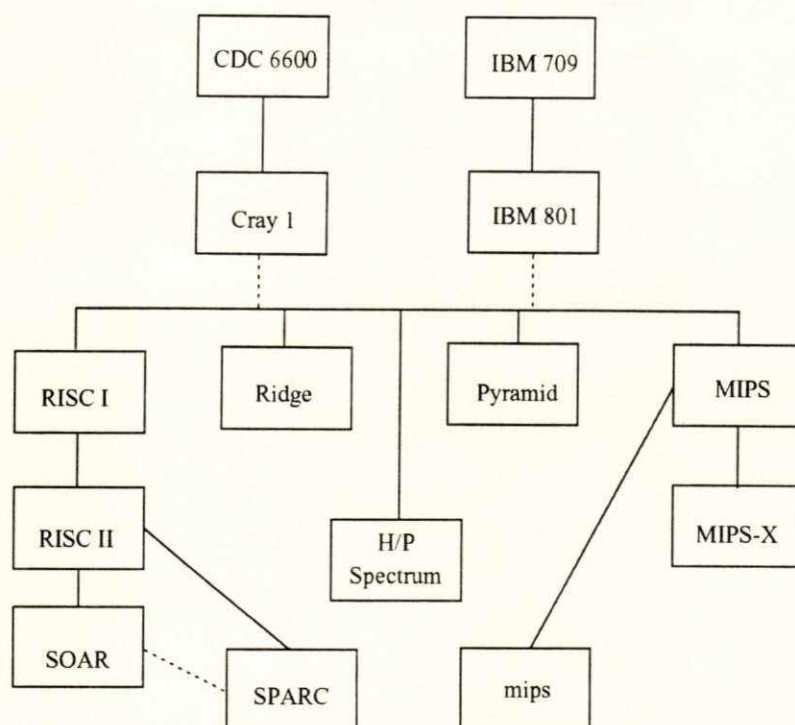 CDC 6600
IBM 709
Cray 1
IBM 801
RISC I
Ridge
Pyramid
MIPS
RISC II
H/P
Spectrum
MIPS-X
SOAR
SPARC
mips